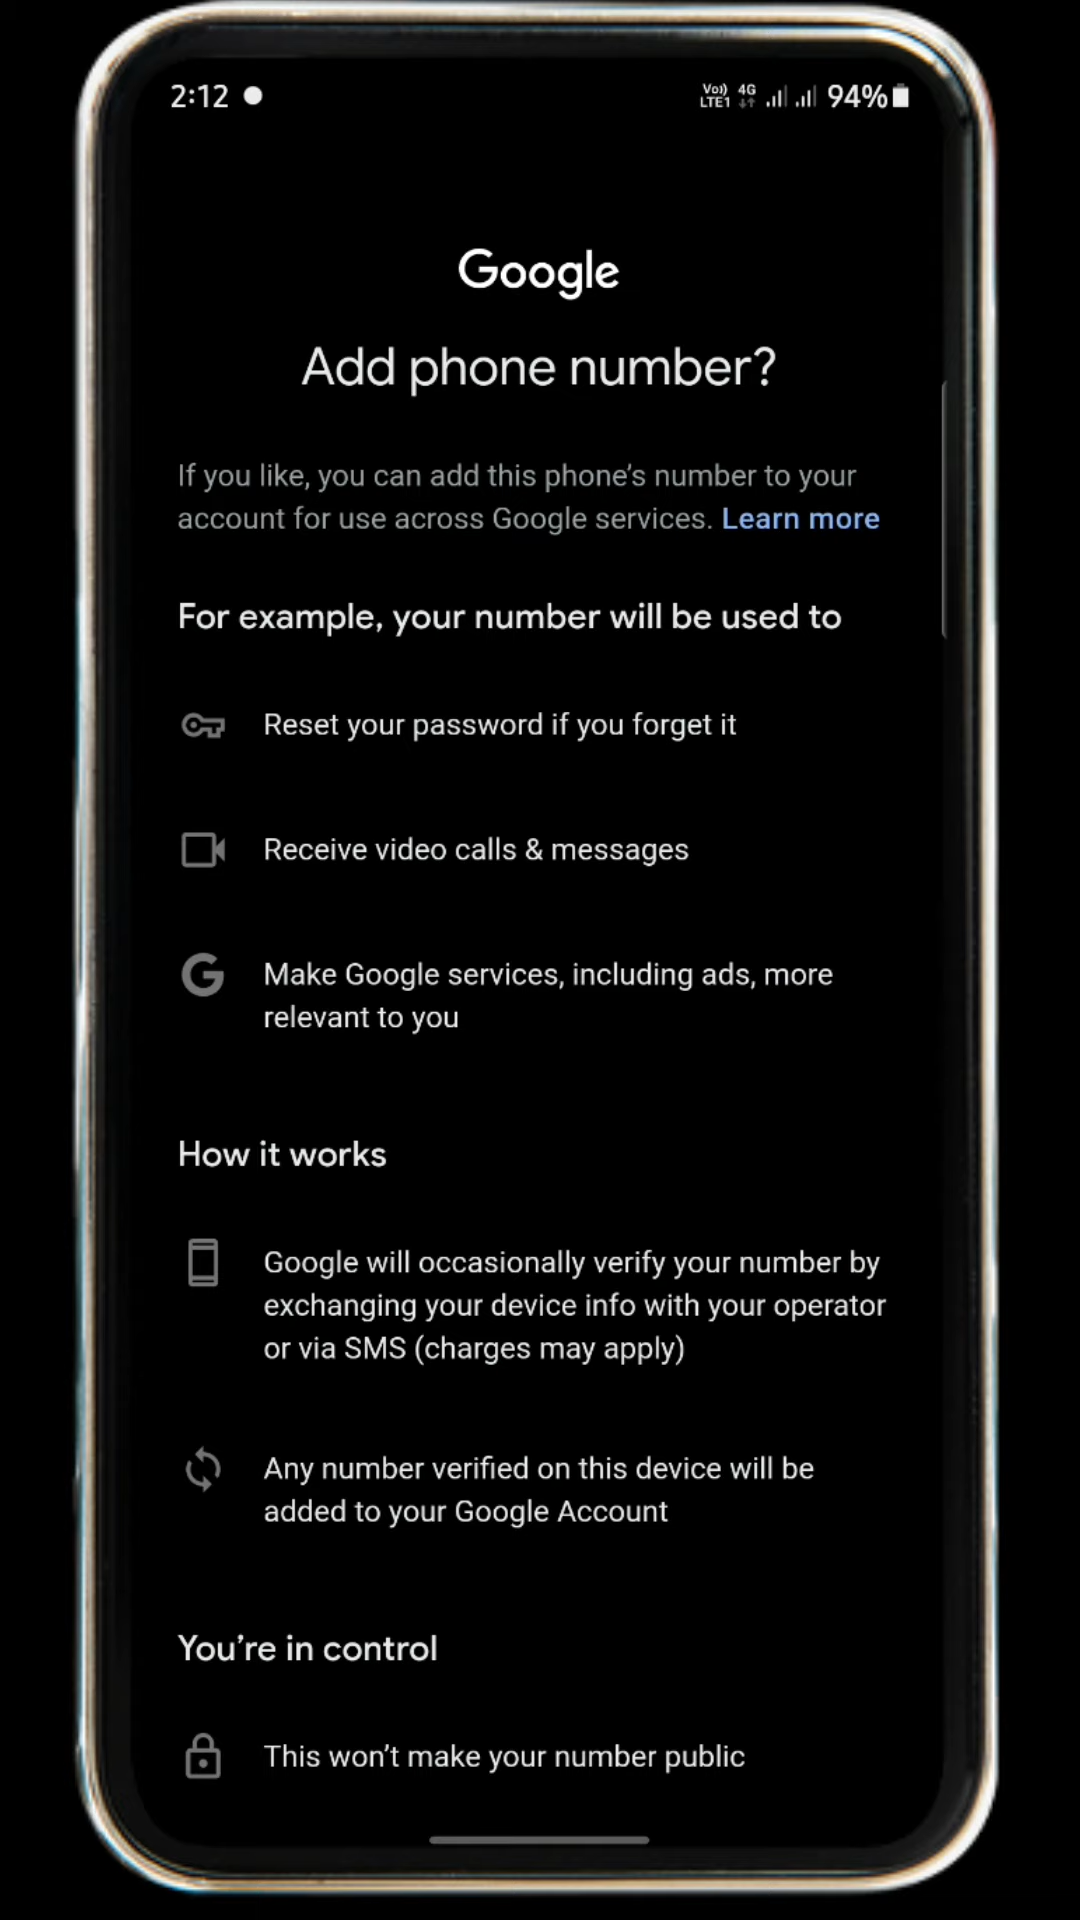 2:12
Vo)) LTE1 4G 94%
Google
Add phone number?
If you like, you can add this phone's number to your
account for use across Google services. Learn more
For example, your number will be used to
Reset your password if you forget it
Receive video calls & messages
Make Google services, including ads, more
relevant to you
How it works
Google will occasionally verify your number by
exchanging your device info with your operator
or via SMS (charges may apply)
Any number verified on this device will be
added to your Google Account
You're in control
This won't make your number public